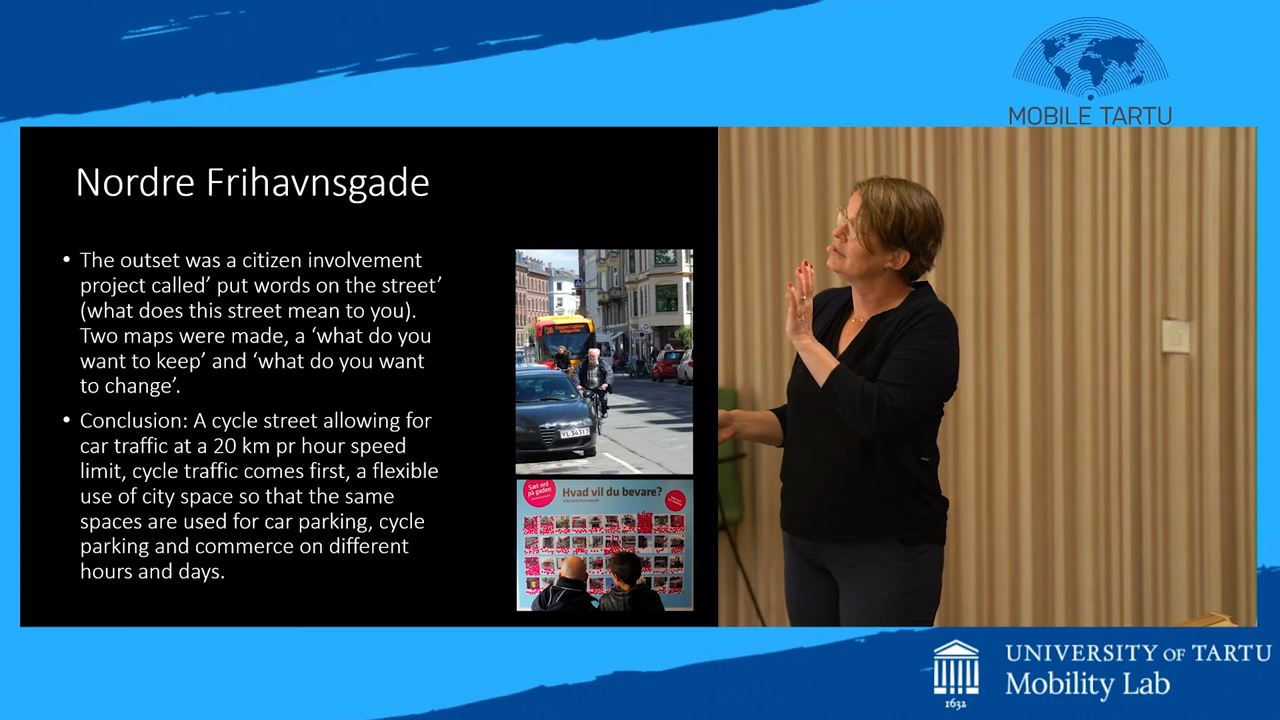 MOBILE TARTU
Nordre Frihavnsgade
• The outset was a citizen involvement
project called’ put words on the street’
(what does this street mean to you).
Two maps were made, a ‘what do you
want to keep’ and ‘what do you want
to change’.
• Conclusion: A cycle street allowing for
car traffic at a 20 km pr hour speed
limit, cycle traffic comes first, a flexible
use of city space so that the same
spaces are used for car parking, cycle
parking and commerce on different
hours and days.
Sæt ord
på gaden
Hvad vil du bevare?
UNIVERSITY OF TARTU
Mobility Lab
1632